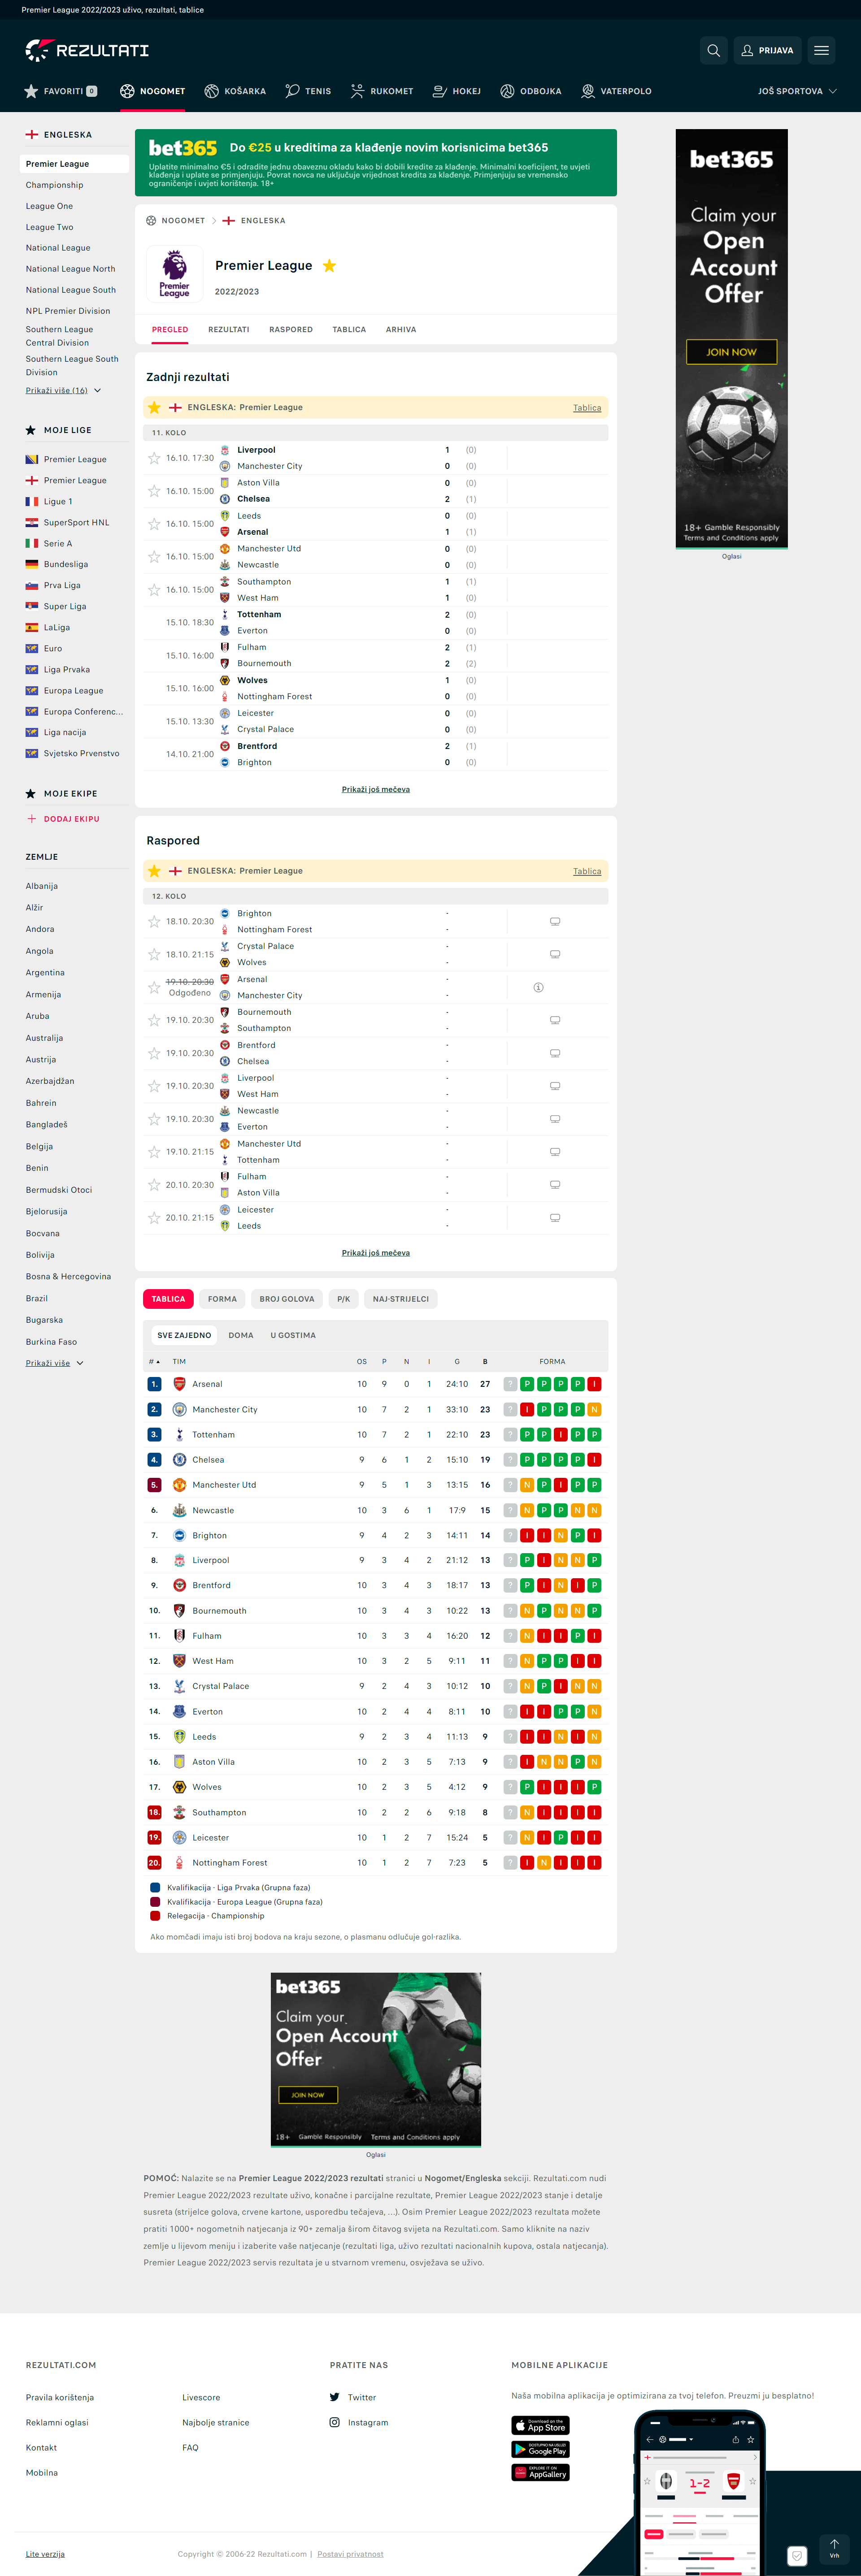 Premier League 2022/2023 uživo, rezultati, tablice
REZULTATI
PRIJAVA
FAVORITI 0
NOGOMET
KOŠARKA
TENIS
RUKOMET
HOKEJ
ODBOJKA
VATERPOLO
JOŠ SPORTOVA
ENGLESKA
Premier League
Championship
League One
League Two
National League
National League North
National League South
NPL Premier Division
Southern League
Central Division
Southern League South
Division
Prikaži više (16)
MOJE LIGE
Premier League
Premier League
Ligue 1
SuperSport HNL
Serie A
Bundesliga
Prva Liga
Super Liga
LaLiga
Euro
Liga Prvaka
Europa League
Europa Conferenc...
Liga nacija
Svjetsko Prvenstvo
MOJE EKIPE
DODAJ EKIPU
ZEMLJE
Albanija
Alžir
Andora
Angola
Argentina
Armenija
Aruba
Australija
Austrija
Azerbajdžan
Bahrein
Bangladeš
Belgija
Benin
Bermudski Otoci
Bjelorusija
Bocvana
Bolivija
Bosna & Hercegovina
Brazil
Bugarska
Burkina Faso
Prikaži više
bet365 Do €25 u kreditima za klađenje novim korisnicima bet365
Uplatite minimalno €5 i odradite jednu obaveznu okladu kako bi dobili kredite za klađenje. Minimalni koeficijent, te uvjeti
klađenja i uplate se primjenjuju. Povrat novca ne uključuje vrijednost kredita za klađenje. Primjenjuju se vremensko
ograničenje i uvjeti korištenja. 18+
NOGOMET ENGLESKA
Premier League
Premier League
2022/2023
PREGLED REZULTATI RASPORED TABLICA ARHIVA
Zadnji rezultati
ENGLESKA: Premier League Tablica
11. KOLO
16.10. 17:30
Liverpool 1 (0)
Manchester City 0 (0)
16.10. 15:00
Aston Villa 0 (0)
Chelsea 2 (1)
16.10. 15:00
Leeds 0 (0)
Arsenal 1 (1)
16.10. 15:00
Manchester Utd 0 (0)
Newcastle 0 (0)
16.10. 15:00
Southampton 1 (1)
West Ham 1 (0)
15.10. 18:30
Tottenham 2 (0)
Everton 0 (0)
15.10. 16:00
Fulham 2 (1)
Bournemouth 2 (2)
15.10. 16:00
Wolves 1 (0)
Nottingham Forest 0 (0)
15.10. 13:30
Leicester 0 (0)
Crystal Palace 0 (0)
14.10. 21:00
Brentford 2 (1)
Brighton 0 (0)
Prikaži još mečeva
Raspored
ENGLESKA: Premier League Tablica
12. KOLO
18.10. 20:30
Brighton -
Nottingham Forest -
18.10. 21:15
Crystal Palace -
Wolves -
19.10. 20:30
Odgođeno
Arsenal -
Manchester City -
19.10. 20:30
Bournemouth -
Southampton -
19.10. 20:30
Brentford -
Chelsea -
19.10. 20:30
Liverpool -
West Ham -
19.10. 20:30
Newcastle -
Everton -
19.10. 21:15
Manchester Utd -
Tottenham -
20.10. 20:30
Fulham -
Aston Villa -
20.10. 21:15
Leicester -
Leeds -
Prikaži još mečeva
TABLICA FORMA BROJ GOLOVA P/K NAJ-STRIJELCI
SVE ZAJEDNO DOMA U GOSTIMA
# TIM OS P N I G B FORMA
1. Arsenal 10 9 0 1 24:10 27 ? P P P P I
2. Manchester City 10 7 2 1 33:10 23 ? I P P P N
3. Tottenham 10 7 2 1 22:10 23 ? P P I P P
4. Chelsea 9 6 1 2 15:10 19 ? P P P P I
5. Manchester Utd 9 5 1 3 13:15 16 ? N P I P P
6. Newcastle 10 3 6 1 17:9 15 ? N P P N N
7. Brighton 9 4 2 3 14:11 14 ? I I N P I
8. Liverpool 9 3 4 2 21:12 13 ? P I N N P
9. Brentford 10 3 4 3 18:17 13 ? P I N I P
10. Bournemouth 10 3 4 3 10:22 13 ? N P N N P
11. Fulham 10 3 3 4 16:20 12 ? N I I P I
12. West Ham 10 3 2 5 9:11 11 ? N P P I I
13. Crystal Palace 9 2 4 3 10:12 10 ? N P I N N
14. Everton 10 2 4 4 8:11 10 ? I I P P N
15. Leeds 9 2 3 4 11:13 9 ? I I N I N
16. Aston Villa 10 2 3 5 7:13 9 ? I N N P N
17. Wolves 10 2 3 5 4:12 9 ? P I I I P
18. Southampton 10 2 2 6 9:18 8 ? N I I I I
19. Leicester 10 1 2 7 15:24 5 ? N I P I I
20. Nottingham Forest 10 1 2 7 7:23 5 ? I N I I I
Kvalifikacija - Liga Prvaka (Grupna faza)
Kvalifikacija - Europa League (Grupna faza)
Relegacija - Championship
Ako momčadi imaju isti broj bodova na kraju sezone, o plasmanu odlučuje gol-razlika.
bet365
Claim your
Open
Account
Offer
JOIN NOW
18+ Gamble Responsibly
Terms and Conditions apply
Oglasi
bet365
Claim your
Open Account
Offer
JOIN NOW
18+ Gamble Responsibly Terms and Conditions apply
Oglasi
POMOĆ: Nalazite se na Premier League 2022/2023 rezultati stranici u Nogomet/Engleska sekciji. Rezultati.com nudi
Premier League 2022/2023 rezultate uživo, konačne i parcijalne rezultate, Premier League 2022/2023 stanje i detalje
susreta (strijelce golova, crvene kartone, usporedbu tečajeva, ...). Osim Premier League 2022/2023 rezultata možete
pratiti 1000+ nogometnih natjecanja iz 90+ zemalja širom čitavog svijeta na Rezultati.com. Samo kliknite na naziv
zemlje u lijevom meniju i izaberite vaše natjecanje (rezultati liga, uživo rezultati nacionalnih kupova, ostala natjecanja).
Premier League 2022/2023 servis rezultata je u stvarnom vremenu, osvježava se uživo.
REZULTATI.COM
Pravila korištenja
Reklamni oglasi
Kontakt
Mobilna
Livescore
Najbolje stranice
FAQ
PRATITE NAS
Twitter
Instagram
MOBILNE APLIKACIJE
Naša mobilna aplikacija je optimizirana za tvoj telefon. Preuzmi ju besplatno!
Download on the
App Store
DOSTUPNO NA USLUZI
Google Play
EXPLORE IT ON
AppGallery
1-2
Vrh
Lite verzija
Copyright © 2006-22 Rezultati.com | Postavi privatnost